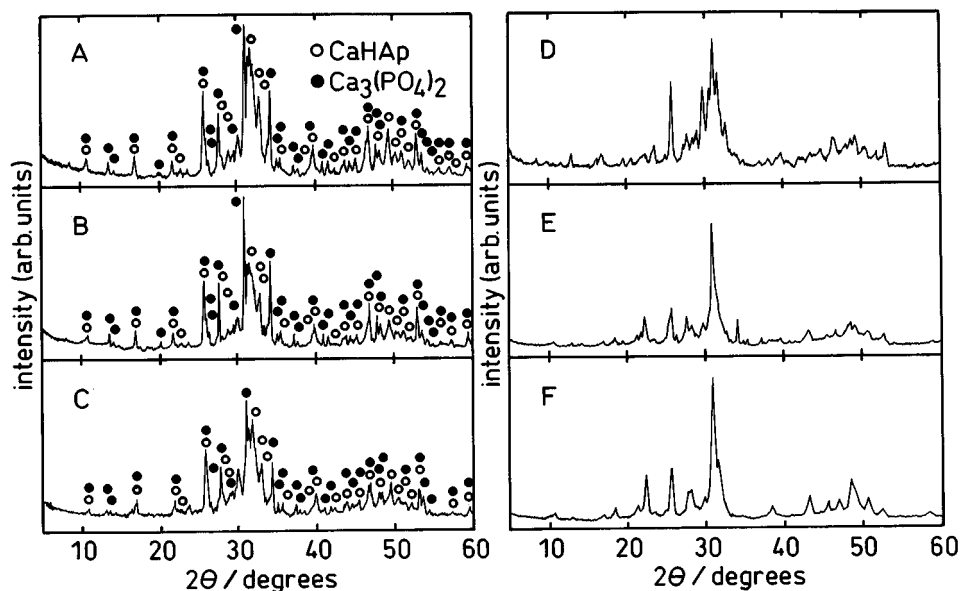 A
○ CaHAp
● Ca3(PO4)2
B
C
D
E
F
intensity (arb. units)
intensity (arb. units)
10 20 30 40 50 60
2Θ / degrees
10 20 30 40 50 60
2Θ / degrees